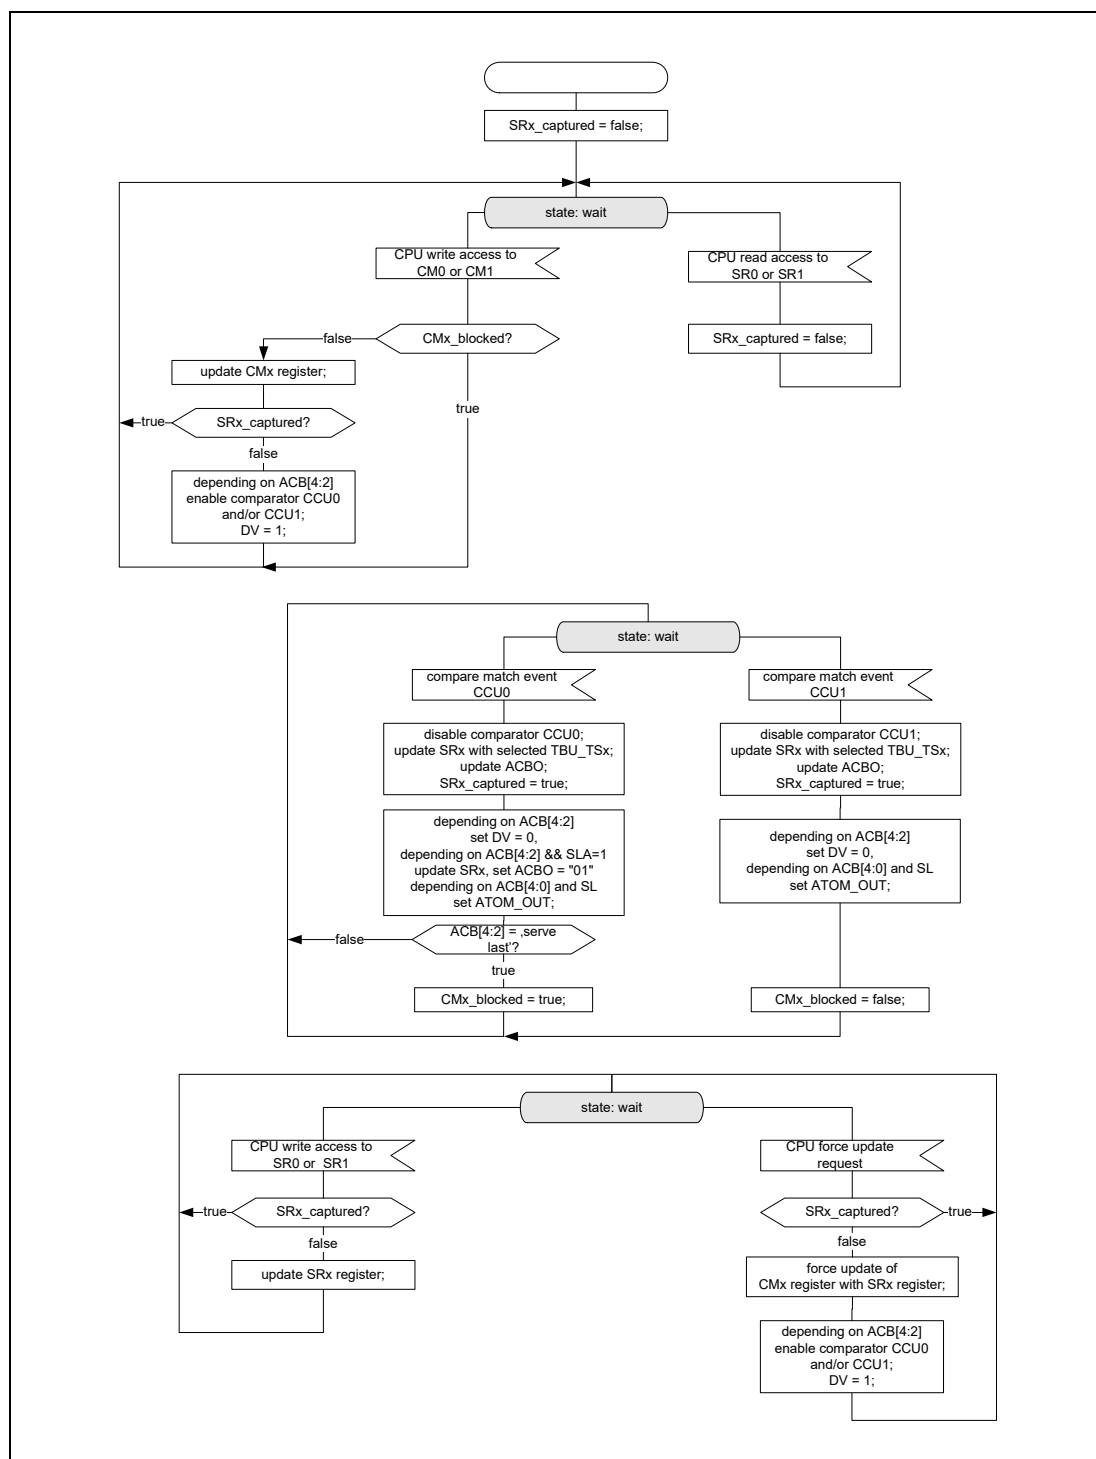 SRx_captured = false;
state: wait
CPU write access to
CM0 or CM1
CPU read access to
SR0 or SR1
false
CMx_blocked?
SRx_captured = false;
update CMx register;
true
true
SRx_captured?
false
depending on ACB[4:2]
enable comparator CCU0
and/or CCU1;
DV = 1;
state: wait
compare match event
CCU0
compare match event
CCU1
disable comparator CCU0;
update SRx with selected TBU_TSx;
update ACBO;
SRx_captured = true;
disable comparator CCU1;
update SRx with selected TBU_TSx;
update ACBO;
SRx_captured = true;
depending on ACB[4:2]
set DV = 0,
depending on ACB[4:2] && SLA=1
update SRx, set ACBO = "01"
depending on ACB[4:0] and SL
set ATOM_OUT;
depending on ACB[4:2]
set DV = 0,
depending on ACB[4:0] and SL
set ATOM_OUT;
false
ACB[4:2] = ‚serve
last'?
true
CMx_blocked = true;
CMx_blocked = false;
state: wait
CPU write access to
SR0 or  SR1
CPU force update
request
true
SRx_captured?
SRx_captured?
true
false
false
update SRx register;
force update of
CMx register with SRx register;
depending on ACB[4:2]
enable comparator CCU0
and/or CCU1;
DV = 1;